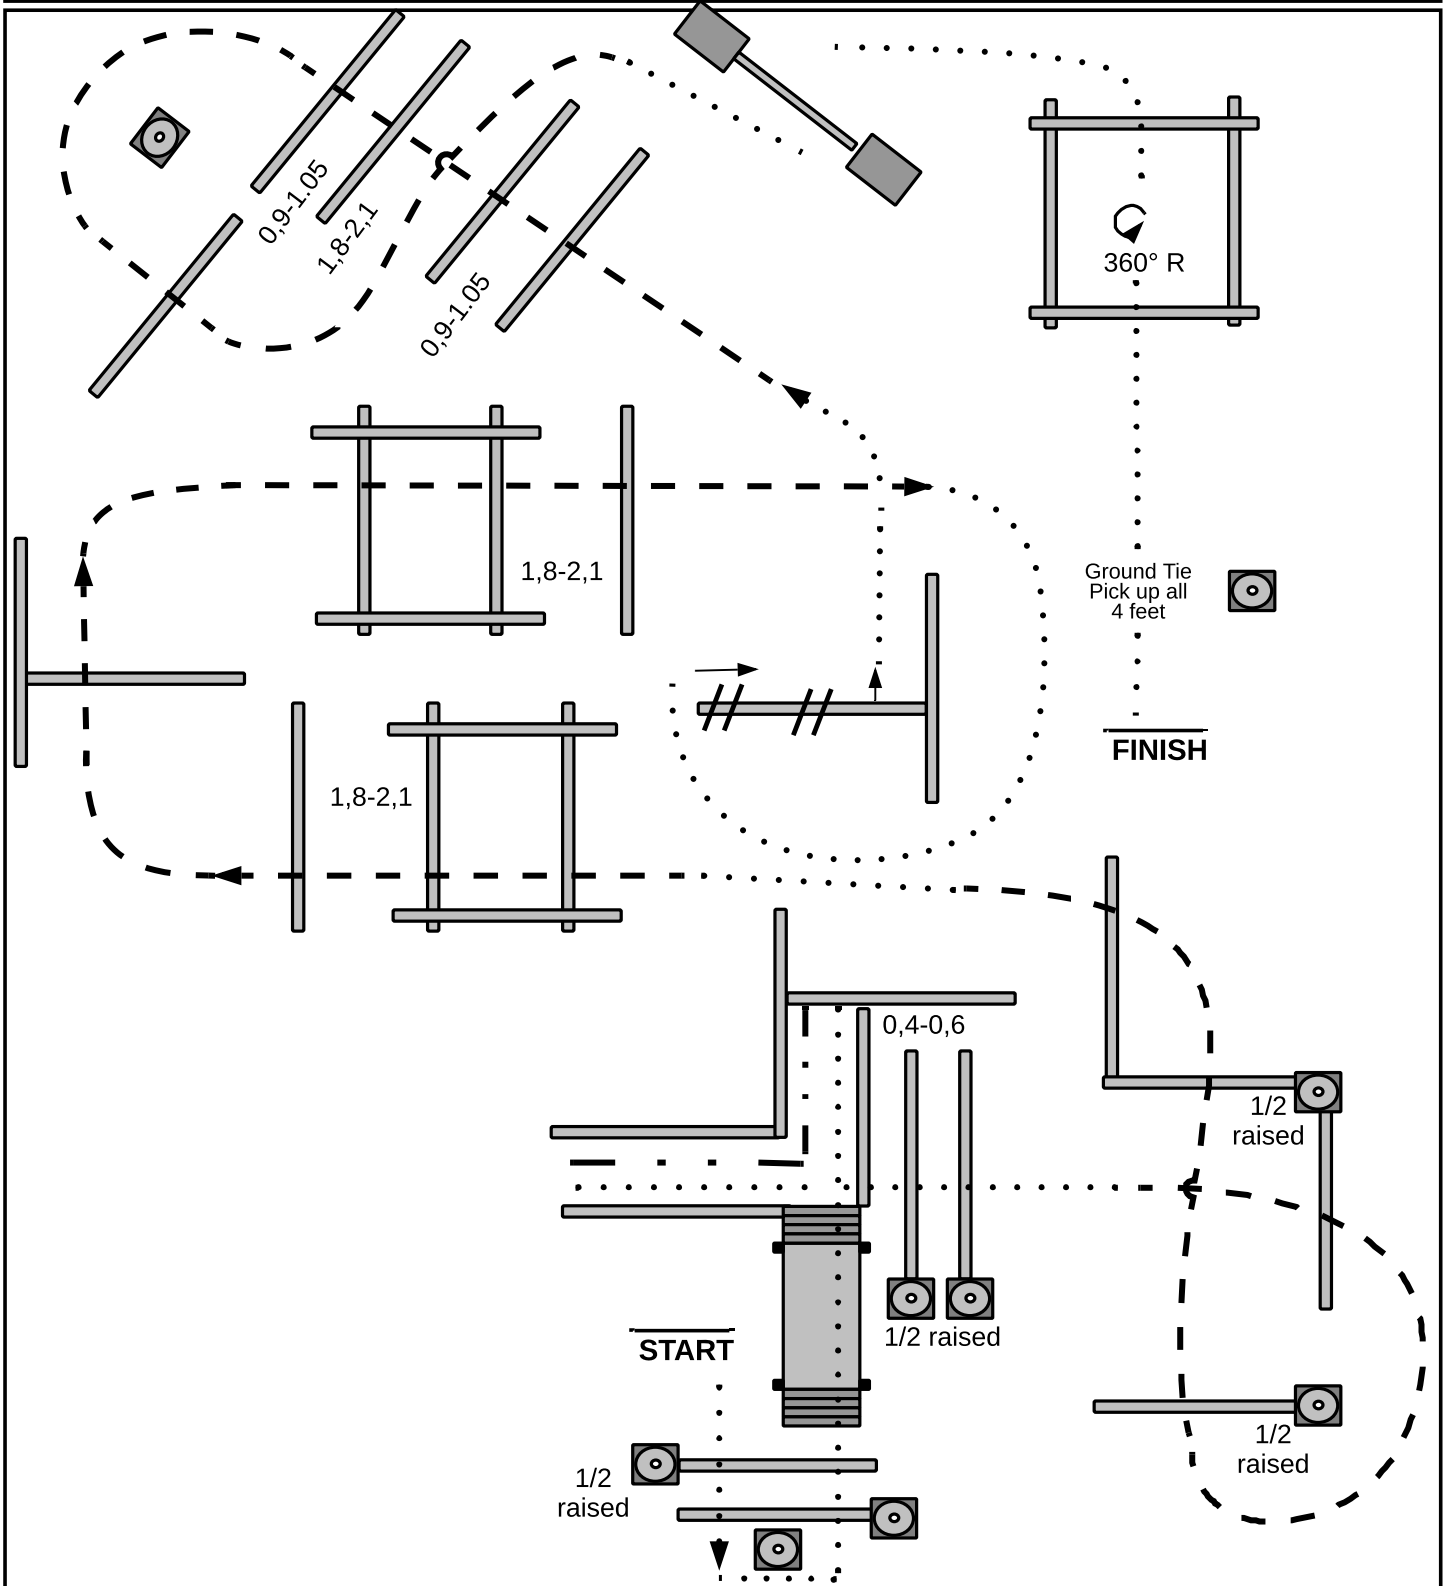 0,9-1.05
1,8-2,1
0,9-1.05
360° R
1,8-2,1
Ground Tie
Pick up all
4 feet
FINISH
1,8-2,1
0,4-0,6
1/2
raised
1/2 raised
START
1/2
raised
1/2
raised